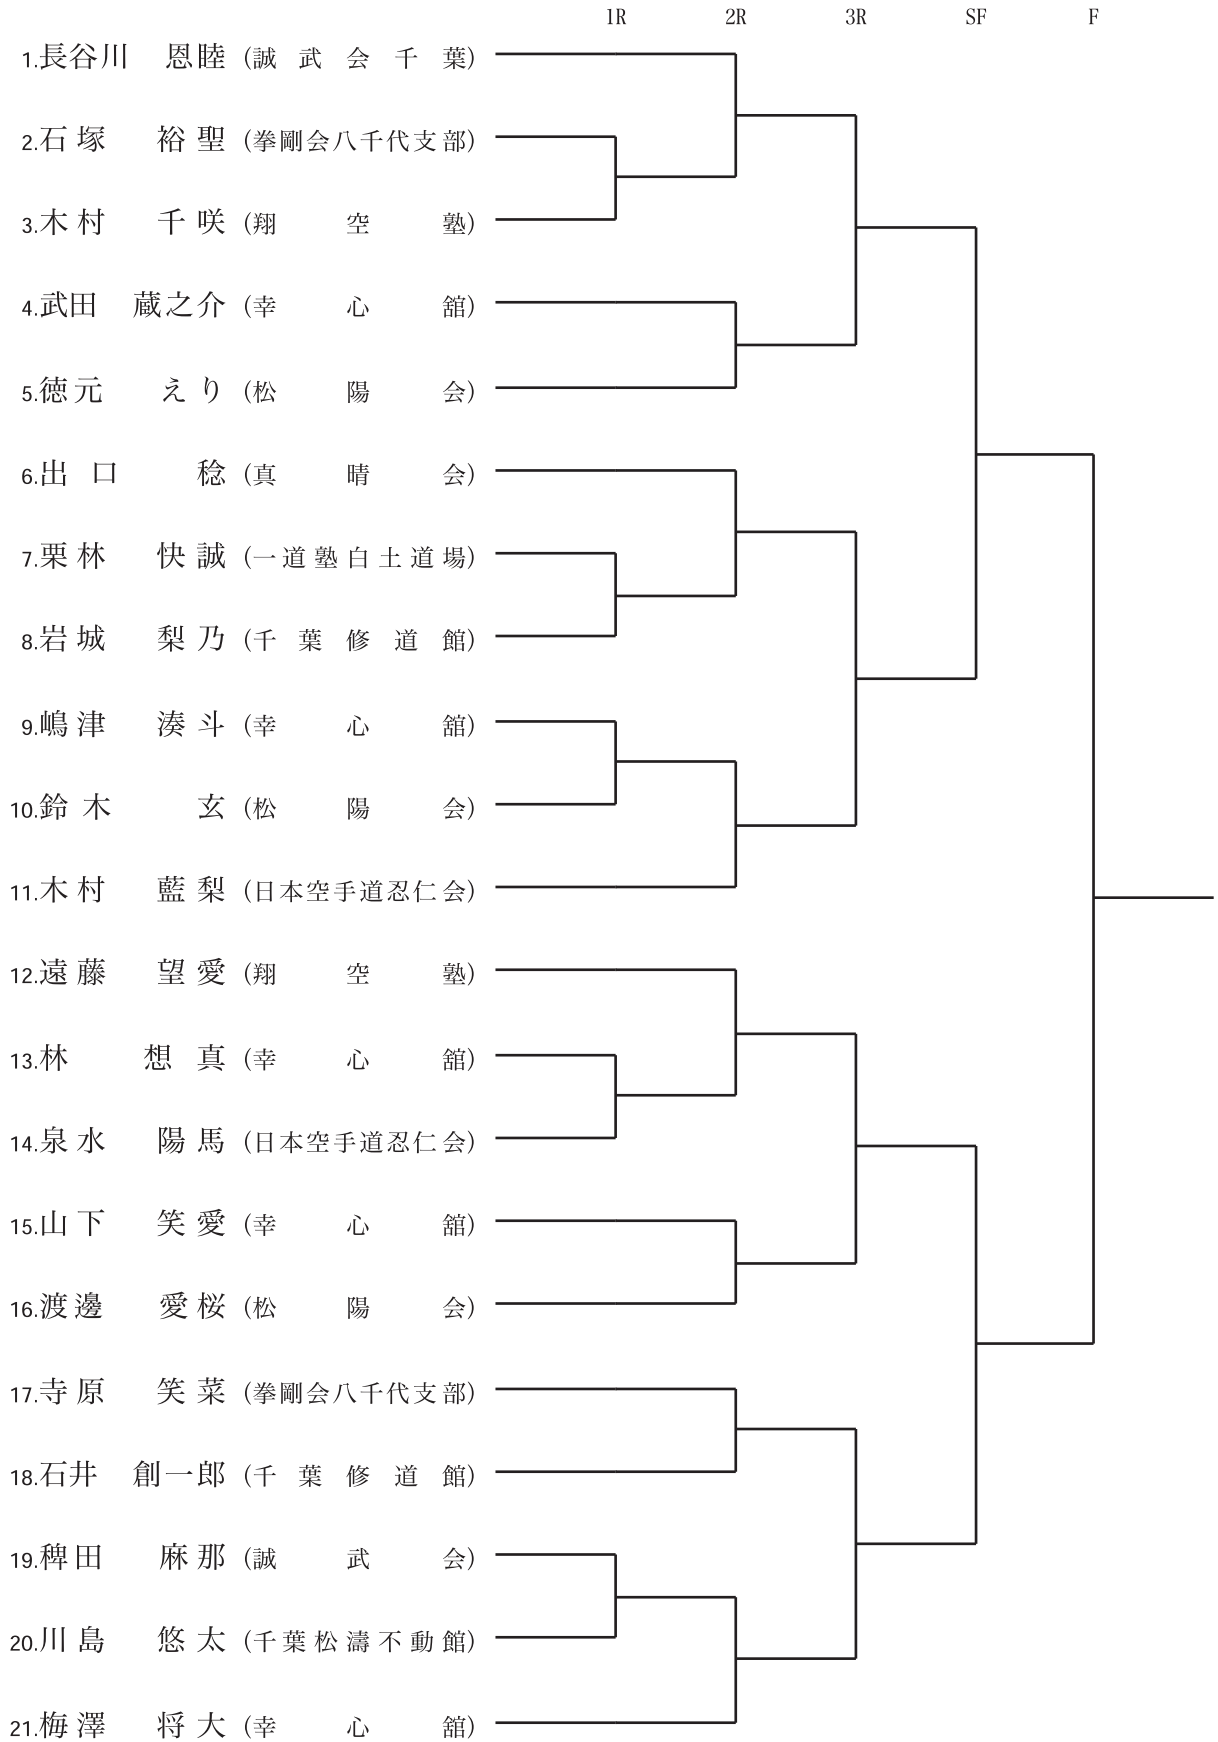 1R 2R 3R SF F
1.長谷川 恩睦 (誠武会千葉)
2.石塚 裕聖 (拳剛会八千代支部)
3.木村 千咲 (翔空塾)
4.武田 蔵之介 (幸心舘)
5.徳元 えり (松陽会)
6.出口 稔 (真晴会)
7.栗林 快誠 (一道塾白土道場)
8.岩城 梨乃 (千葉修道館)
9.嶋津 湊斗 (幸心舘)
10.鈴木 玄 (松陽会)
11.木村 藍梨 (日本空手道忍仁会)
12.遠藤 望愛 (翔空塾)
13.林 想真 (幸心舘)
14.泉水 陽馬 (日本空手道忍仁会)
15.山下 笑愛 (幸心舘)
16.渡邊 愛桜 (松陽会)
17.寺原 笑菜 (拳剛会八千代支部)
18.石井 創一郎 (千葉修道館)
19.稗田 麻那 (誠武会)
20.川島 悠太 (千葉松濤不動館)
21.梅澤 将大 (幸心舘)